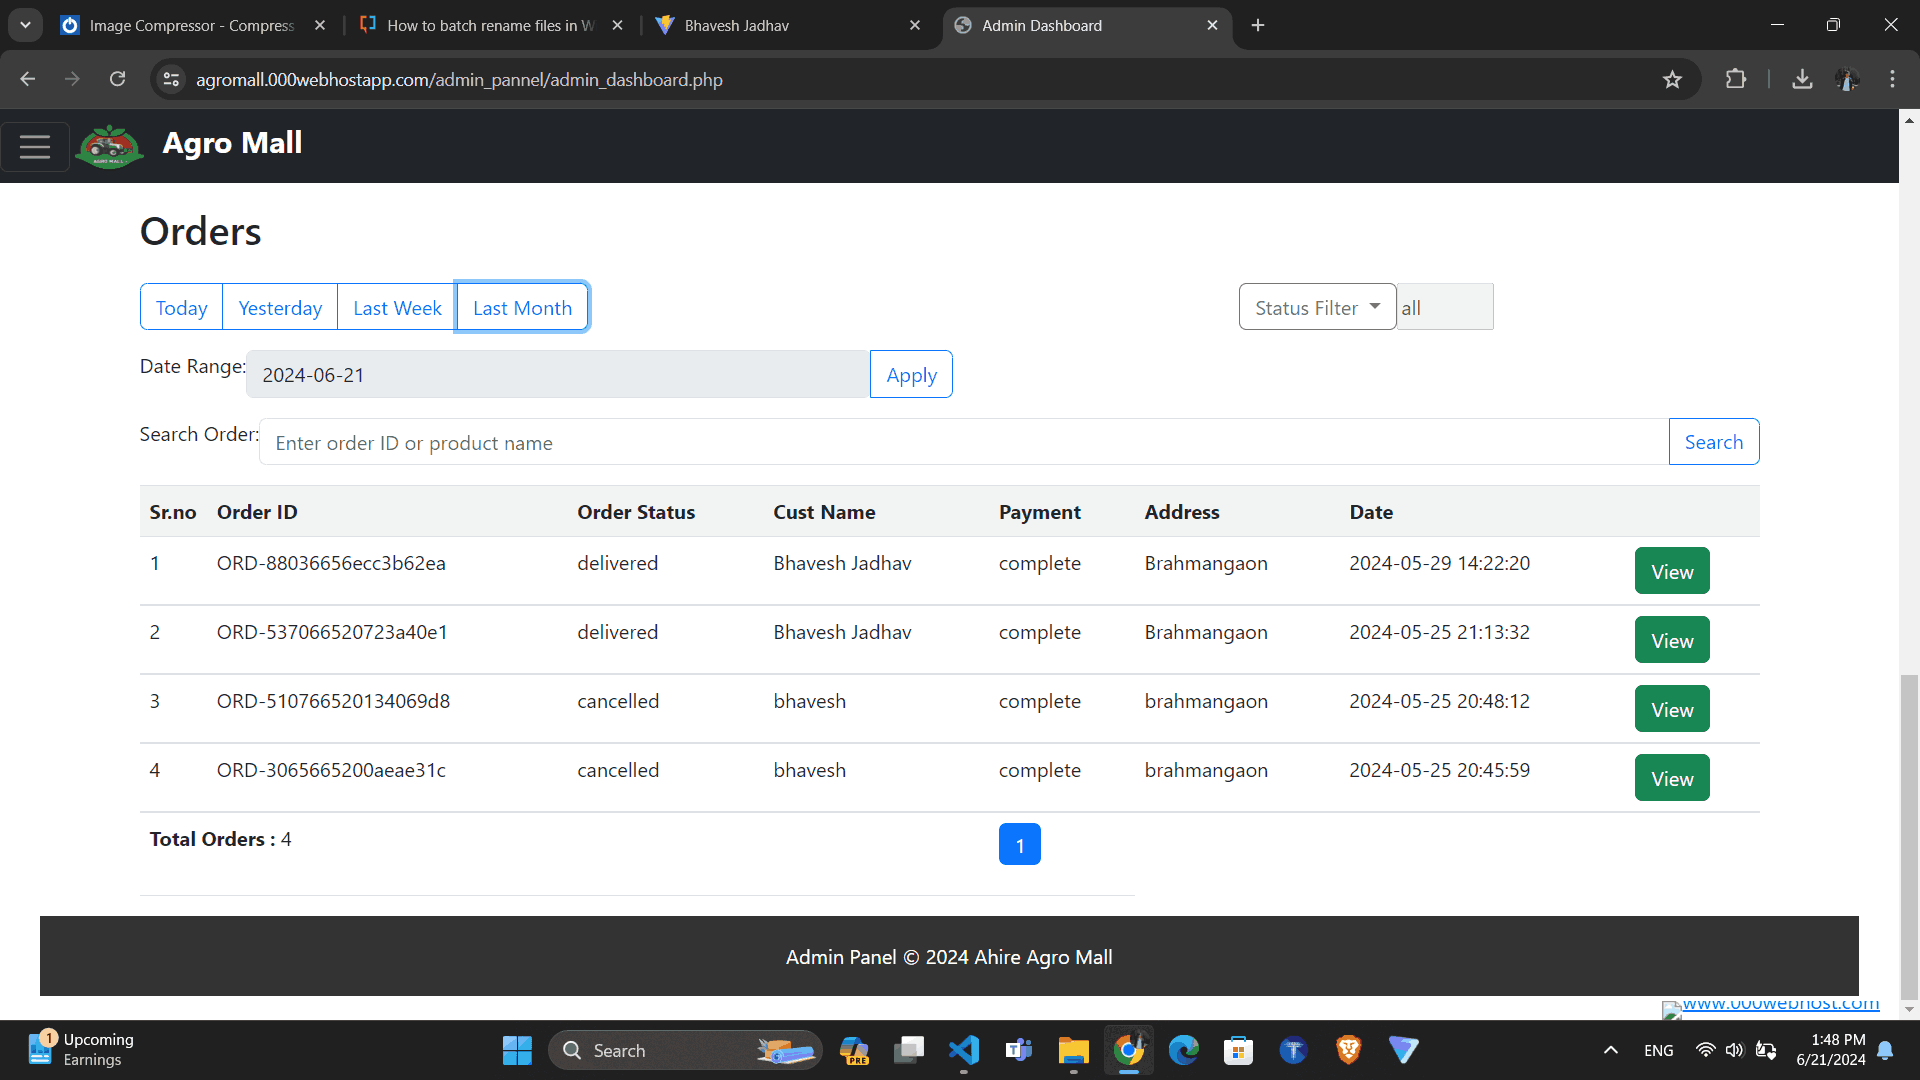 Image Compressor - Compress
How to batch rename files in W
Bhavesh Jadhav
Admin Dashboard
agromall.000webhostapp.com/admin_pannel/admin_dashboard.php
AHIRE MALL
Agro Mall
Orders
Today
Yesterday
Last Week
Last Month
Status Filter
all
Date Range:
2024-06-21
Apply
Search Order:
Enter order ID or product name
Search
Sr.no Order ID Order Status Cust Name Payment Address Date
1 ORD-88036656ecc3b62ea delivered Bhavesh Jadhav complete Brahmangaon 2024-05-29 14:22:20 View
2 ORD-537066520723a40e1 delivered Bhavesh Jadhav complete Brahmangaon 2024-05-25 21:13:32 View
3 ORD-510766520134069d8 cancelled bhavesh complete brahmangaon 2024-05-25 20:48:12 View
4 ORD-3065665200aeae31c cancelled bhavesh complete brahmangaon 2024-05-25 20:45:59 View
Total Orders : 4
1
Admin Panel © 2024 Ahire Agro Mall
www.000webhost.com
1
Upcoming
Earnings
Search
PRE
ENG
1:48 PM
6/21/2024